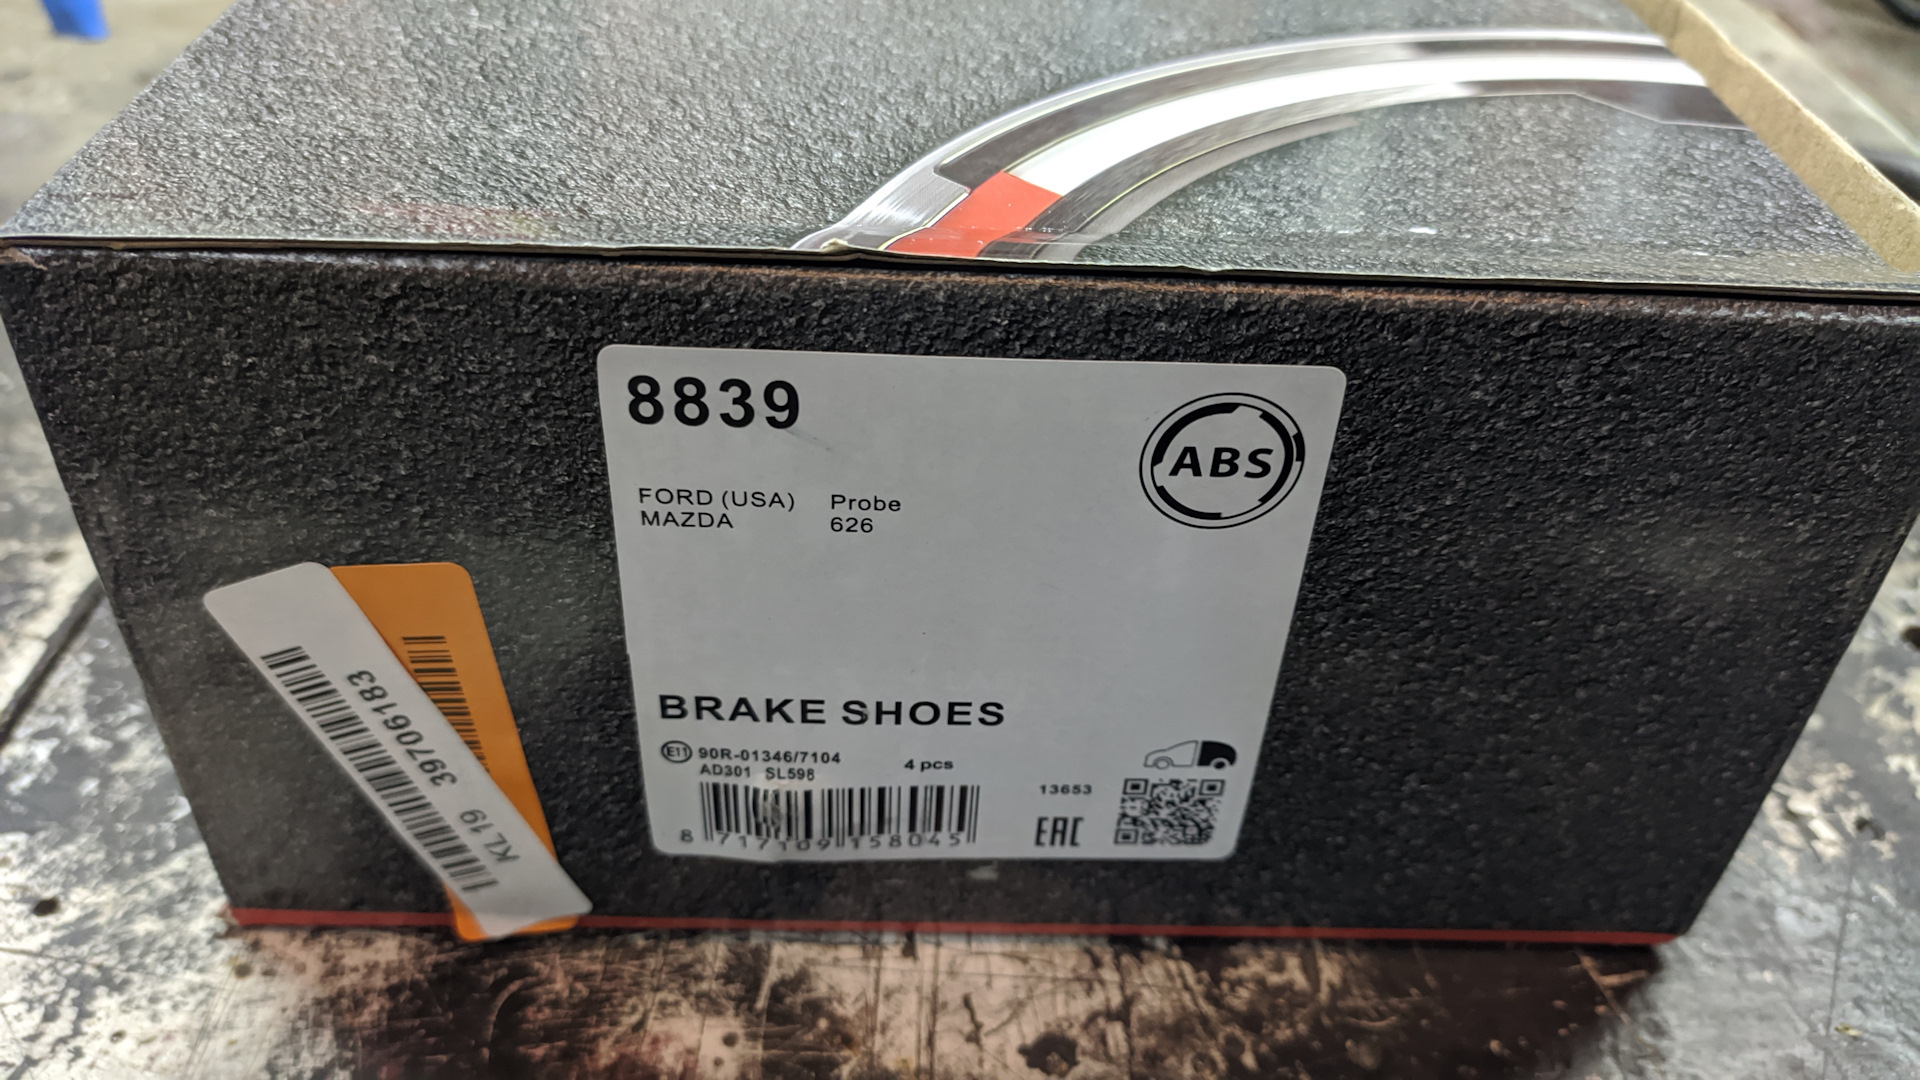 8839
ABS
FORD (USA) Probe
MAZDA 626
BRAKE SHOES
E11 90R-01346/7104 4 pcs
AD301 SL598
13653
8 717109 158045
EAC
39706183
KL19